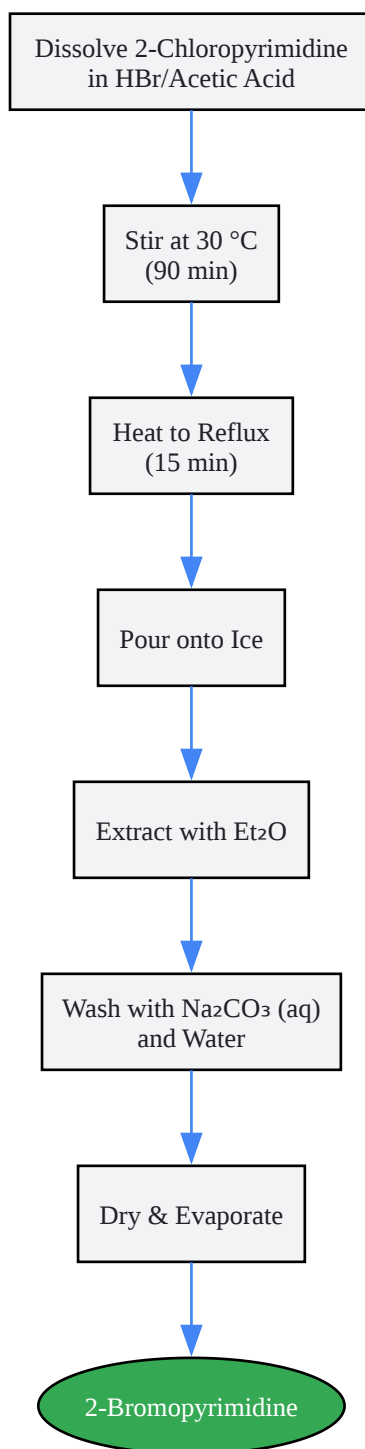 Dissolve 2-Chloropyrimidine
in HBr/Acetic Acid
Stir at 30 °C
(90 min)
Heat to Reflux
(15 min)
Pour onto Ice
Extract with Et₂O
Wash with Na₂CO₃ (aq)
and Water
Dry & Evaporate
2-Bromopyrimidine